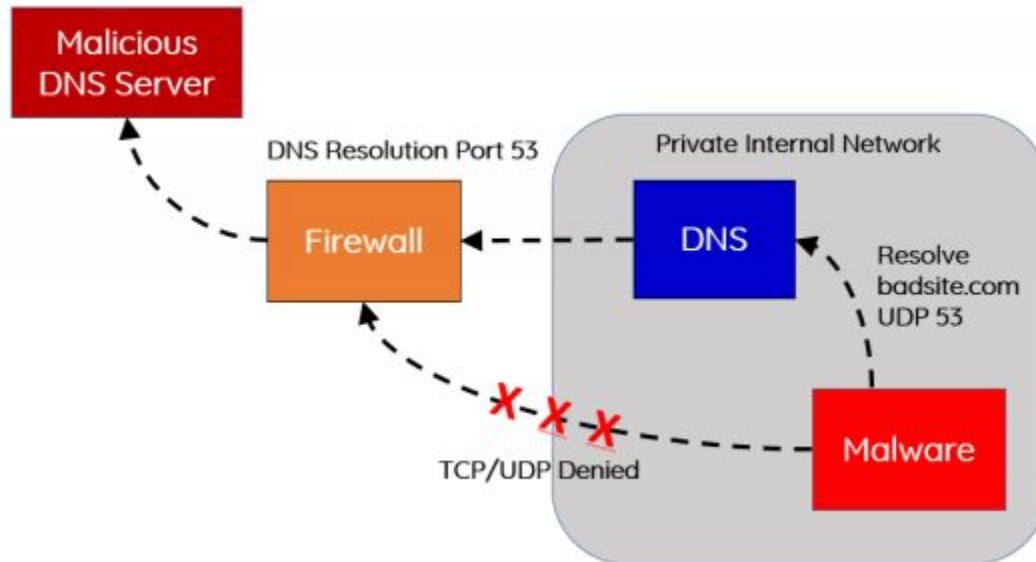 Malicious
DNS Server
DNS Resolution Port 53
Private Internal Network
Firewall
DNS
Resolve
badsite.com
UDP 53
X X X
TCP/UDP Denied
Malware